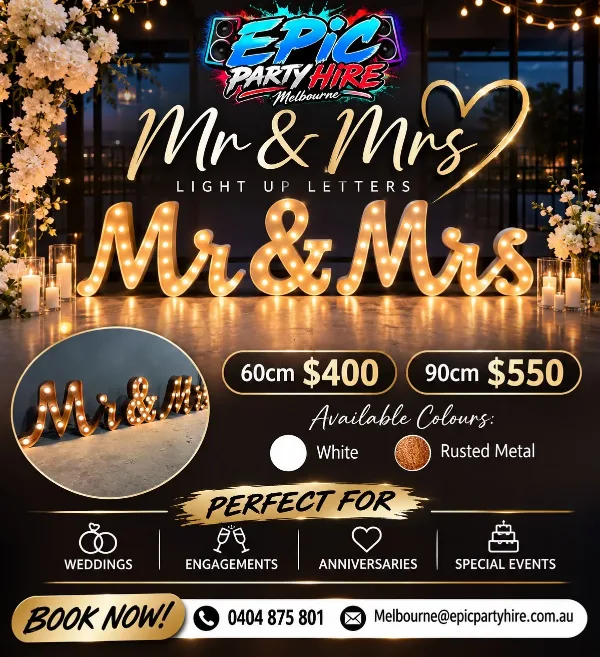 EPiC
PARTY HIRE
Melbourne
Mr & Mrs
LIGHT UP LETTERS
Mr & Mrs
60cm $400
90cm $550
Available Colours:
White
Rusted Metal
Mr & Mrs
PERFECT FOR
WEDDINGS
ENGAGEMENTS
ANNIVERSARIES
SPECIAL EVENTS
BOOK NOW!
0404 875 801
Melbourne@epicpartyhire.com.au